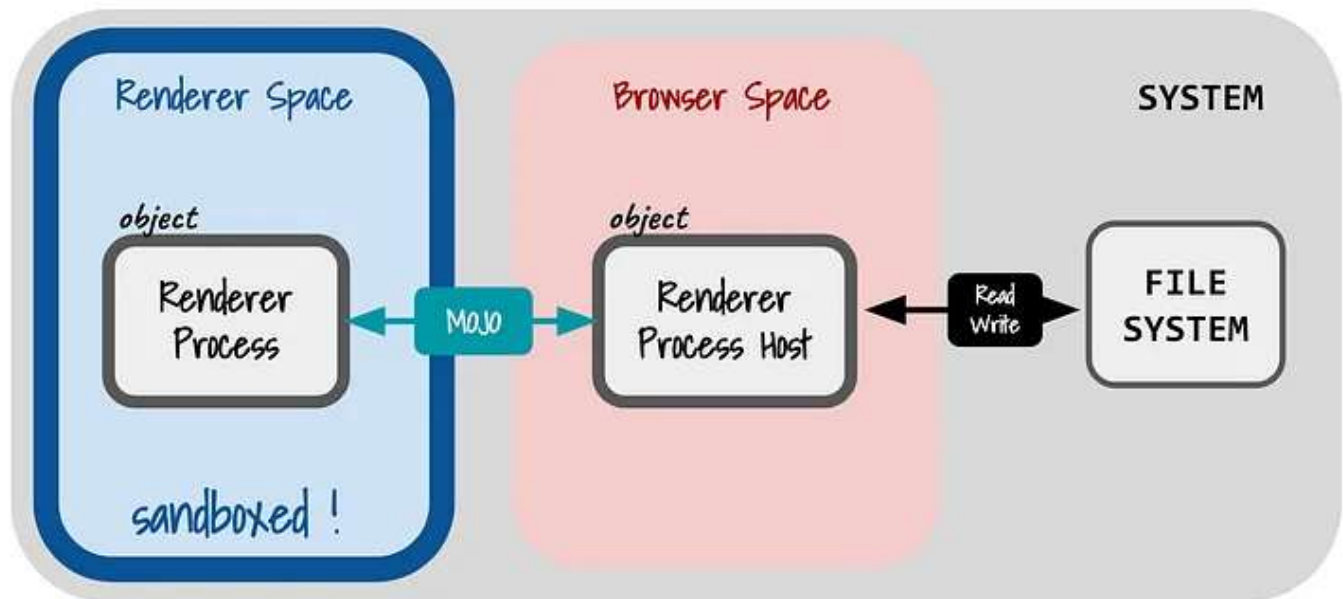 Renderer Space
Browser Space
SYSTEM
object
Renderer
Process
MOJO
object
Renderer
Process Host
Read
Write
FILE
SYSTEM
sandboxed !